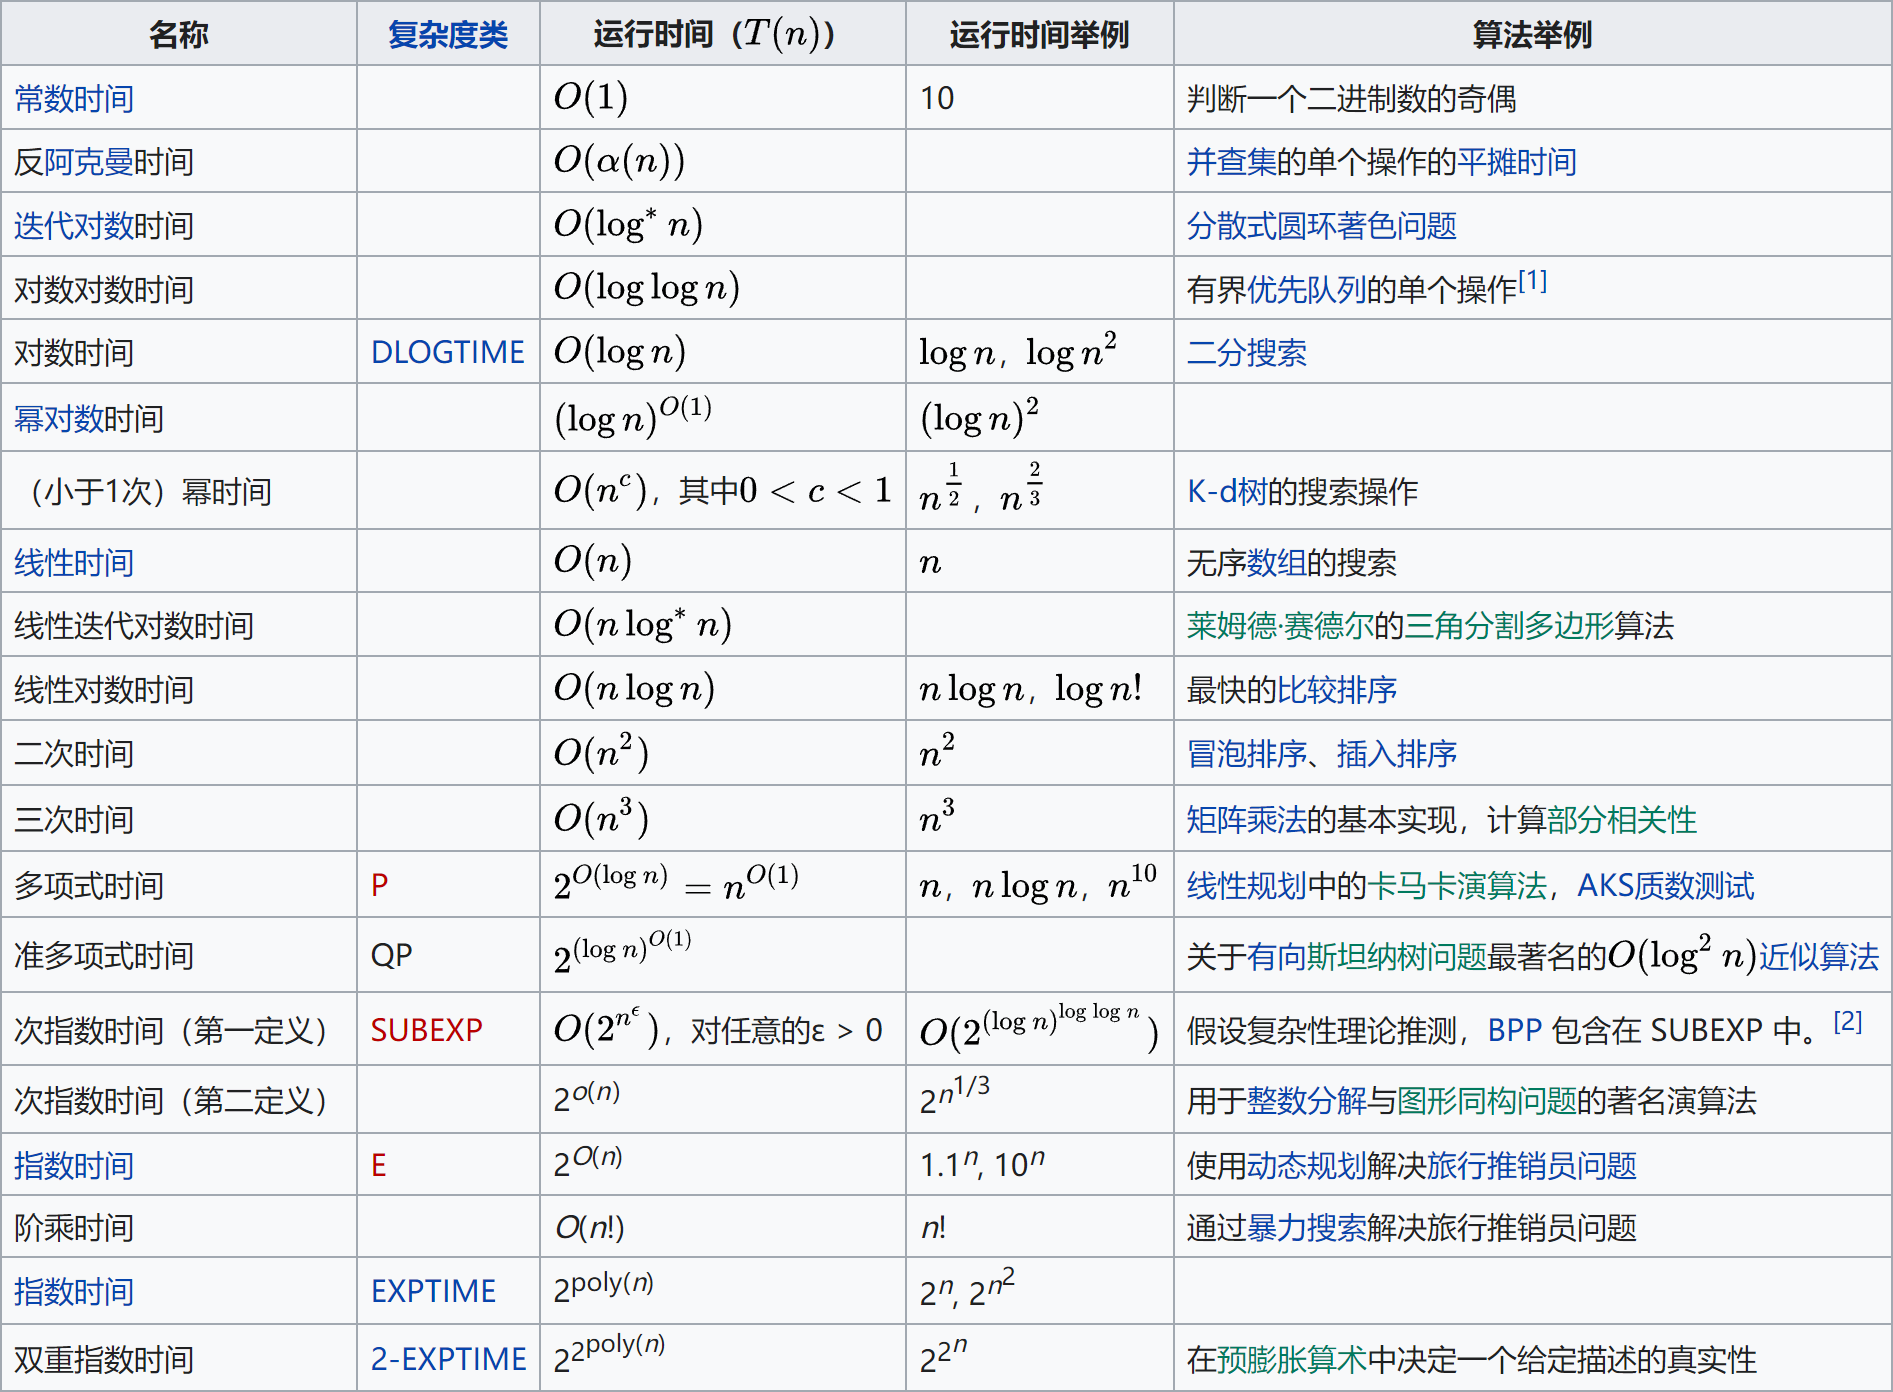 名称 复杂度类 运行时间（T(n)） 运行时间举例 算法举例
常数时间 O(1) 10 判断一个二进制数的奇偶
反阿克曼时间 O(α(n)) 并查集的单个操作的平摊时间
迭代对数时间 O(log* n) 分散式圆环著色问题
对数对数时间 O(log log n) 有界优先队列的单个操作[1]
对数时间 DLOGTIME O(log n) log n，log n² 二分搜索
幂对数时间 (log n)^{O(1)} (log n)²
（小于1次）幂时间 O(n^c)，其中0 < c < 1 n^{1/2}，n^{2/3} K-d树的搜索操作
线性时间 O(n) n 无序数组的搜索
线性迭代对数时间 O(n log* n) 莱姆德·赛德尔的三角分割多边形算法
线性对数时间 O(n log n) n log n，log n! 最快的比较排序
二次时间 O(n²) n² 冒泡排序、插入排序
三次时间 O(n³) n³ 矩阵乘法的基本实现，计算部分相关性
多项式时间 P 2^{O(log n)} = n^{O(1)} n，n log n，n^{10} 线性规划中的卡马卡演算法，AKS质数测试
准多项式时间 QP 2^{(log n)^{O(1)}} 关于有向斯坦纳树问题最著名的O(log² n)近似算法
次指数时间（第一定义） SUBEXP O(2^{n^ϵ})，对任意的ε > 0 O(2^{(log n)^{log log n}}) 假设复杂性理论推测，BPP 包含在 SUBEXP 中。[2]
次指数时间（第二定义） 2^{o(n)} 2^{n^{1/3}} 用于整数分解与图形同构问题的著名演算法
指数时间 E 2^{O(n)} 1.1^n, 10^n 使用动态规划解决旅行推销员问题
阶乘时间 O(n!) n! 通过暴力搜索解决旅行推销员问题
指数时间 EXPTIME 2^{poly(n)} 2^n, 2^{n^2}
双重指数时间 2-EXPTIME 2^{2^{poly(n)}} 2^{2^n} 在预膨胀算术中决定一个给定描述的真实性